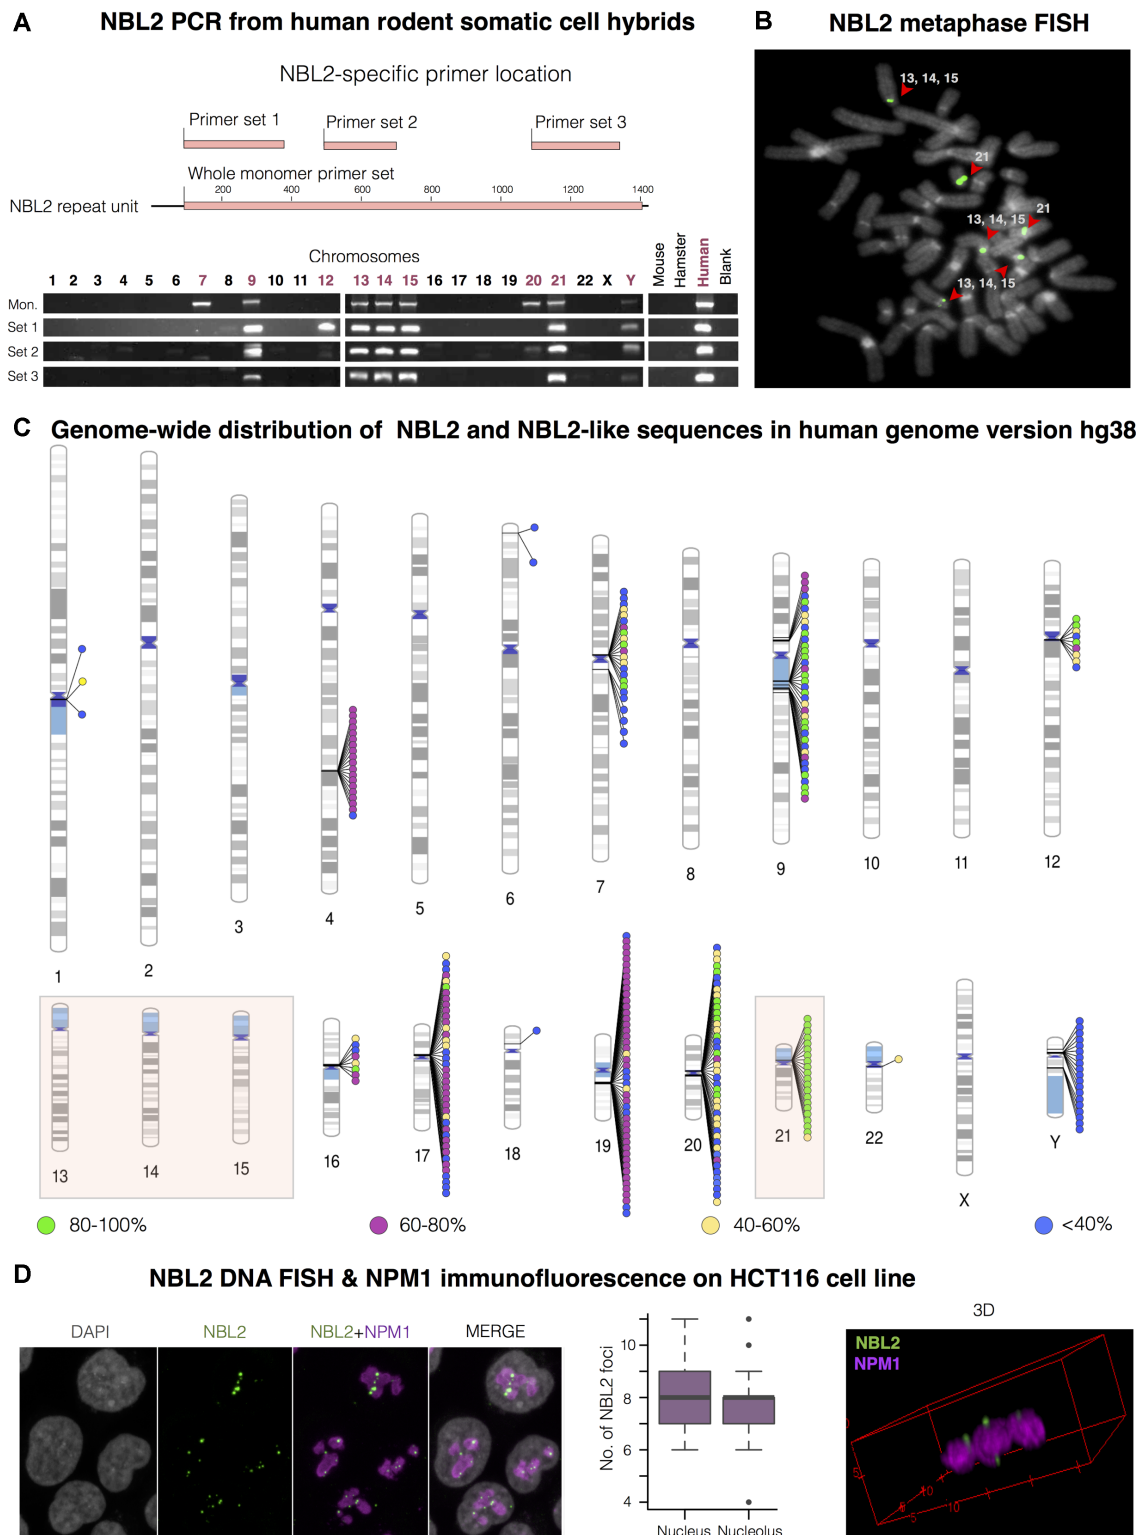 A NBL2 PCR from human rodent somatic cell hybrids
NBL2-specific primer location
Primer set 1 Primer set 2 Primer set 3
Whole monomer primer set
200 400 600 800 1000 1200 1400
NBL2 repeat unit
Chromosomes
1 2 3 4 5 6 7 8 9 10 11 12 13 14 15 16 17 18 19 20 21 22 X Y Mouse Hamster Human Blank
Mon.
Set 1
Set 2
Set 3
B NBL2 metaphase FISH
13, 14, 15
21
13, 14, 15 21
13, 14, 15
C Genome-wide distribution of NBL2 and NBL2-like sequences in human genome version hg38
1 2 3 4 5 6 7 8 9 10 11 12
13 14 15 16 17 18 19 20 21 22 X Y
80-100% 60-80% 40-60% <40%
D NBL2 DNA FISH & NPM1 immunofluorescence on HCT116 cell line
DAPI NBL2 NBL2+NPM1 MERGE
No. of NBL2 foci
10
8
6
4
Nucleus Nucleolus
3D
NBL2
NPM1